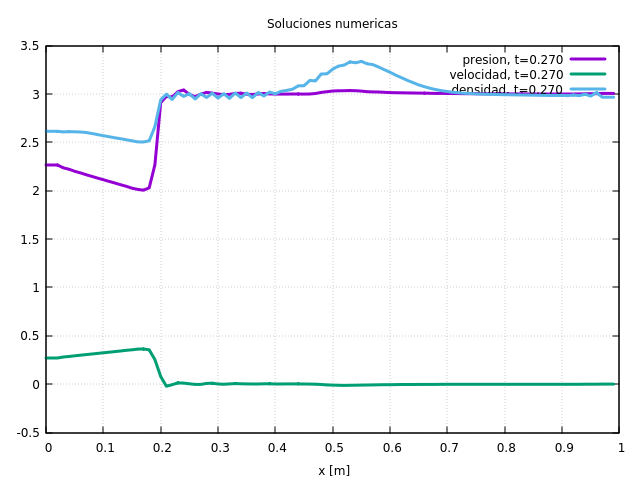 Soluciones numericas
presion, t=0.270
velocidad, t=0.270
densidad, t=0.270
3.5
3
2.5
2
1.5
1
0.5
0
-0.5
0 0.1 0.2 0.3 0.4 0.5 0.6 0.7 0.8 0.9 1
x [m]